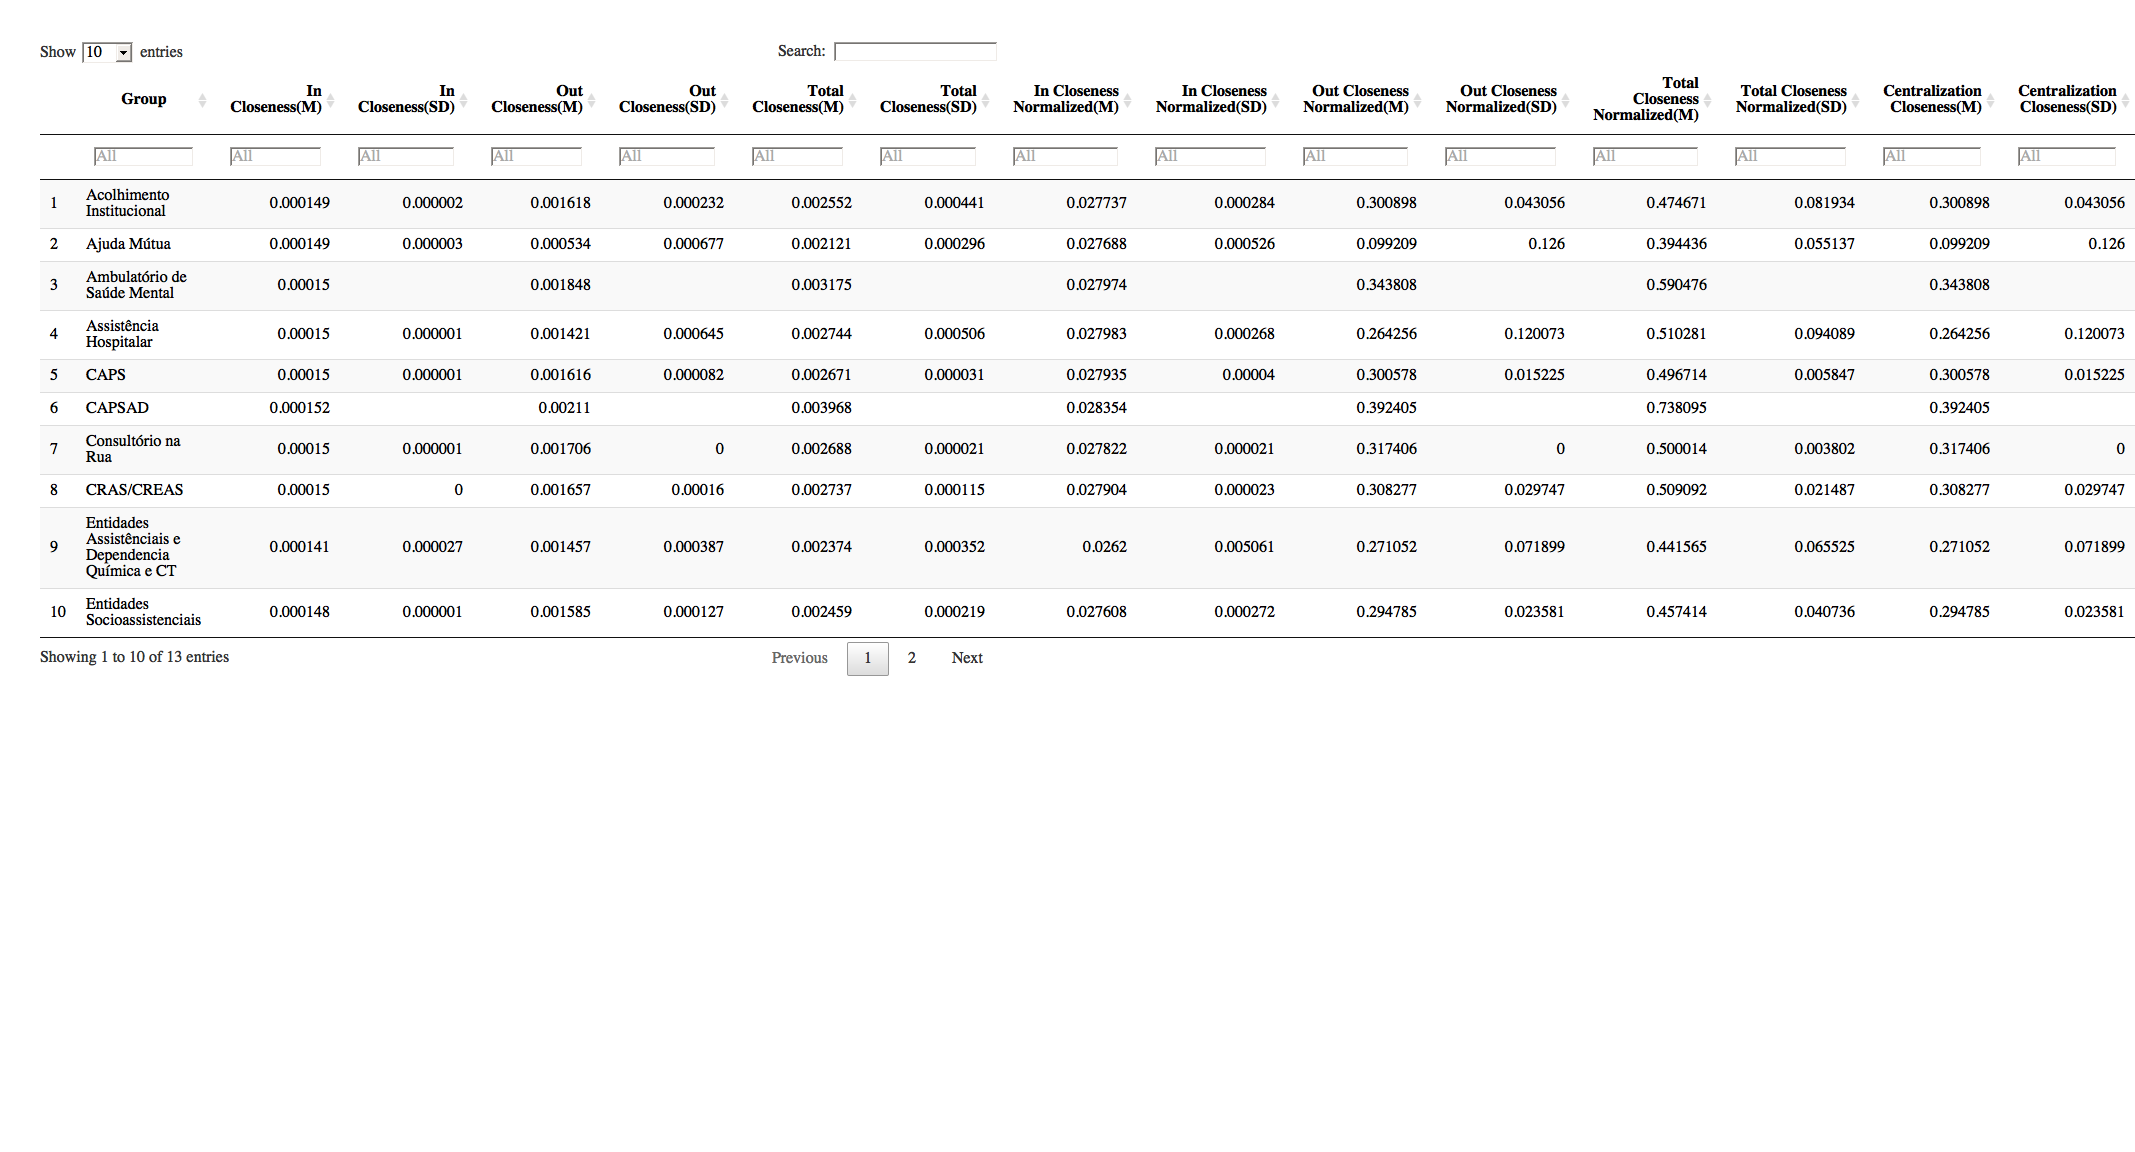 Show 10 entries Search:
Group In Closeness(M) In Closeness(SD) Out Closeness(M) Out Closeness(SD) Total Closeness(M) Total Closeness(SD) In Closeness Normalized(M) In Closeness Normalized(SD) Out Closeness Normalized(M) Out Closeness Normalized(SD) Total Closeness Normalized(M) Total Closeness Normalized(SD) Centralization Closeness(M) Centralization Closeness(SD)
All All All All All All All All All All All All All All All
1 Acolhimento Institucional 0.000149 0.000002 0.001618 0.000232 0.002552 0.000441 0.027737 0.000284 0.300898 0.043056 0.474671 0.081934 0.300898 0.043056
2 Ajuda Mútua 0.000149 0.000003 0.000534 0.000677 0.002121 0.000296 0.027688 0.000526 0.099209 0.126 0.394436 0.055137 0.099209 0.126
3 Ambulatório de Saúde Mental 0.00015 0.001848 0.003175 0.027974 0.343808 0.590476 0.343808
4 Assistência Hospitalar 0.00015 0.000001 0.001421 0.000645 0.002744 0.000506 0.027983 0.000268 0.264256 0.120073 0.510281 0.094089 0.264256 0.120073
5 CAPS 0.00015 0.000001 0.001616 0.000082 0.002671 0.000031 0.027935 0.00004 0.300578 0.015225 0.496714 0.005847 0.300578 0.015225
6 CAPSAD 0.000152 0.00211 0.003968 0.028354 0.392405 0.738095 0.392405
7 Consultório na Rua 0.00015 0.000001 0.001706 0 0.002688 0.000021 0.027822 0.000021 0.317406 0 0.500014 0.003802 0.317406 0
8 CRAS/CREAS 0.00015 0 0.001657 0.00016 0.002737 0.000115 0.027904 0.000023 0.308277 0.029747 0.509092 0.021487 0.308277 0.029747
9 Entidades Assistênciais e Dependencia Química e CT 0.000141 0.000027 0.001457 0.000387 0.002374 0.000352 0.0262 0.005061 0.271052 0.071899 0.441565 0.065525 0.271052 0.071899
10 Entidades Socioassistenciais 0.000148 0.000001 0.001585 0.000127 0.002459 0.000219 0.027608 0.000272 0.294785 0.023581 0.457414 0.040736 0.294785 0.023581
Showing 1 to 10 of 13 entries Previous 1 2 Next